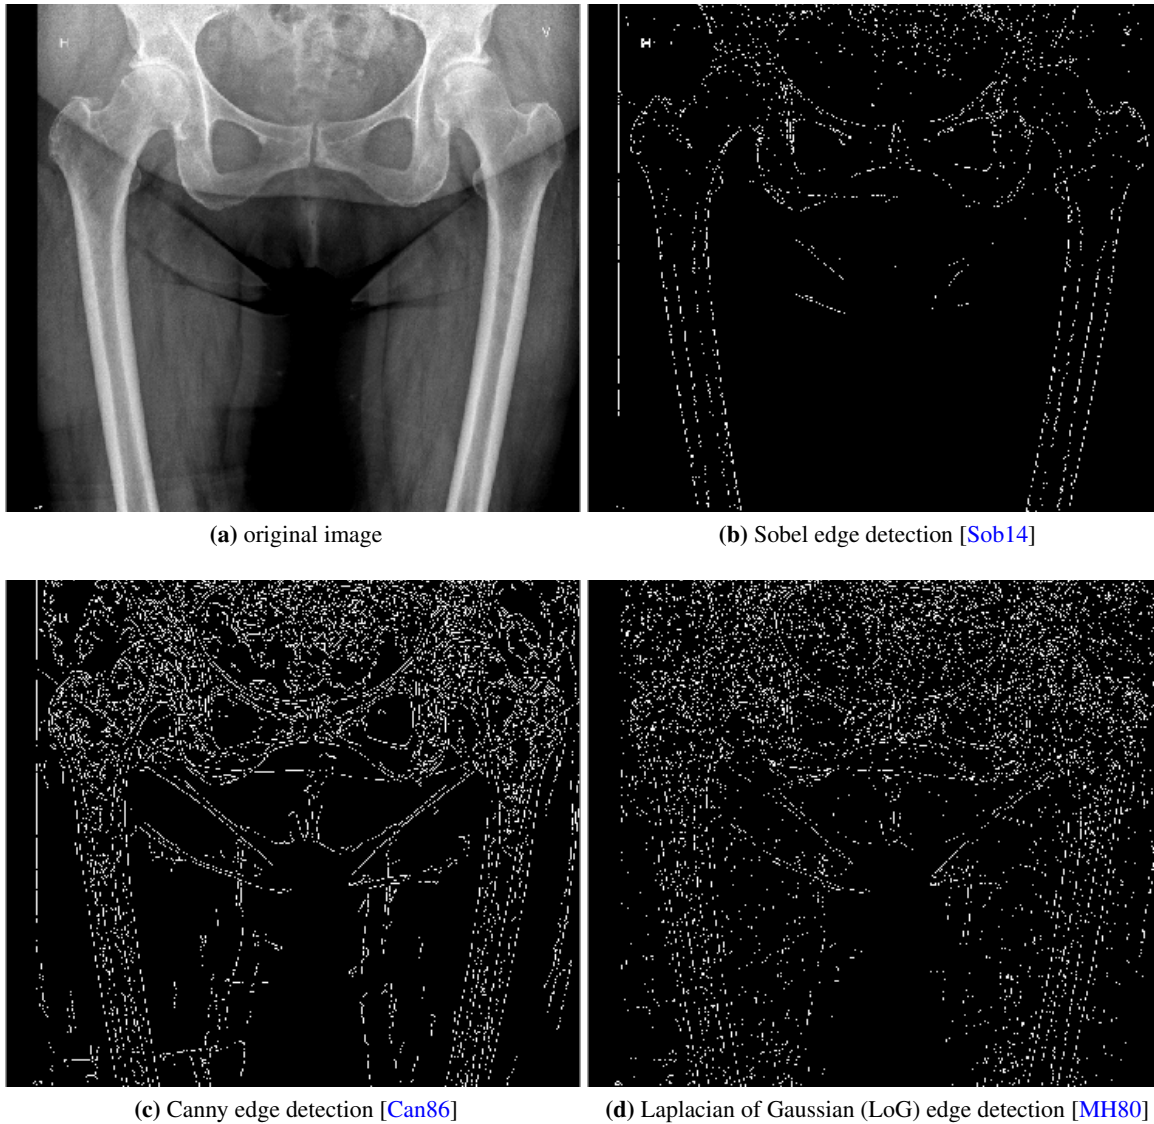 H
V
H
(a) original image
(b) Sobel edge detection [Sob14]
H
(c) Canny edge detection [Can86]
(d) Laplacian of Gaussian (LoG) edge detection [MH80]